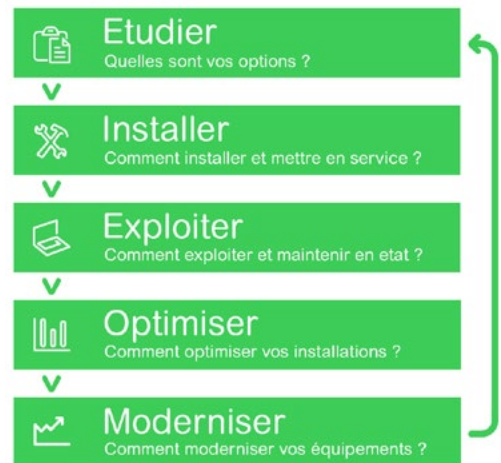 Etudier
Quelles sont vos options ?
Installer
Comment installer et mettre en service ?
Exploiter
Comment exploiter et maintenir en etat ?
Optimiser
Comment optimiser vos installations ?
Moderniser
Comment moderniser vos équipements ?